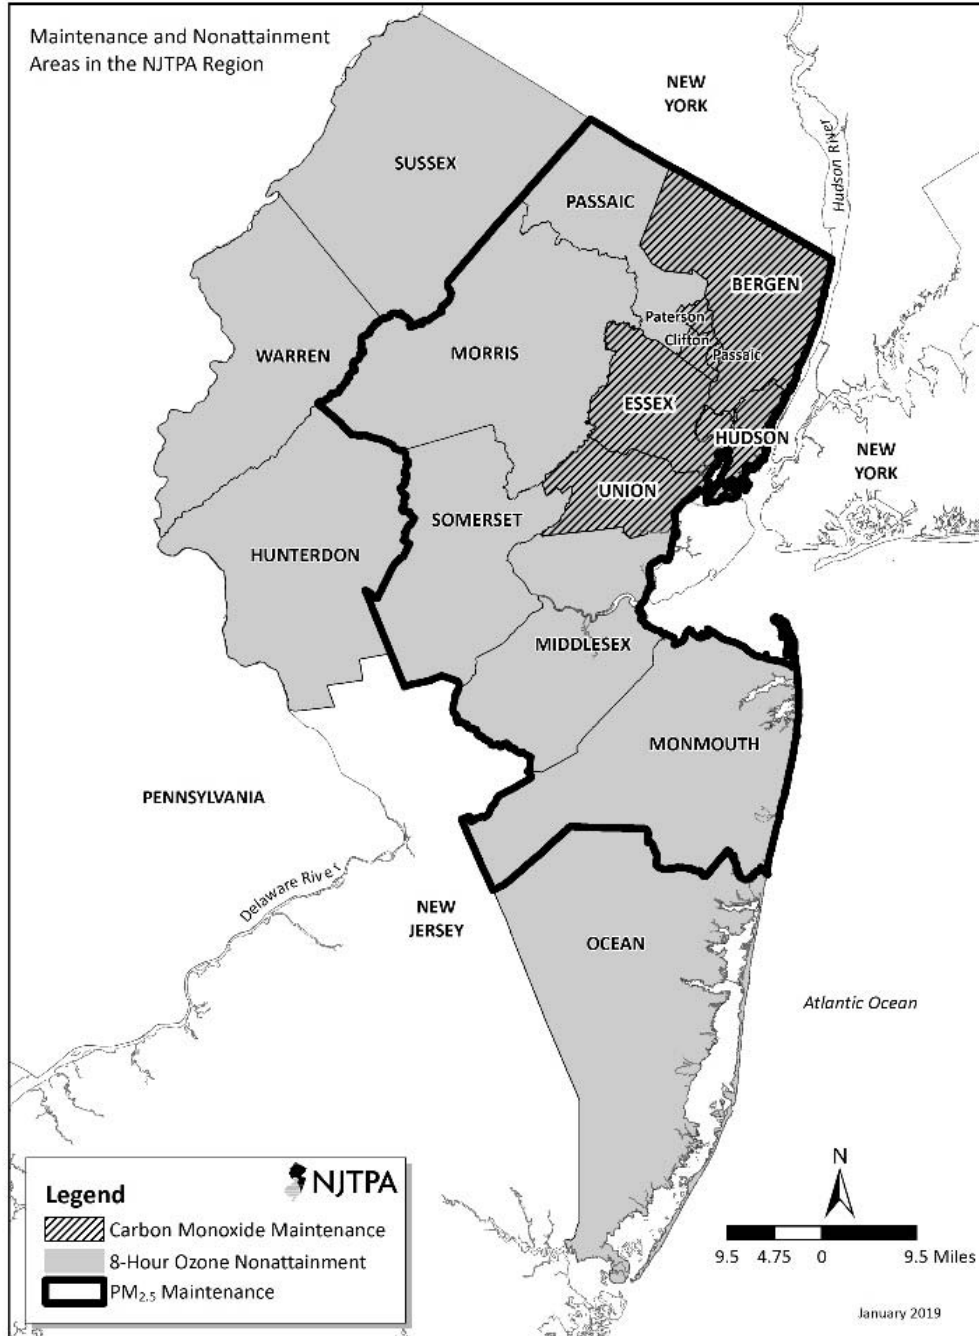 Maintenance and Nonattainment
Areas in the NJTPA Region
NEW
YORK
Hudson River
SUSSEX
PASSAIC
BERGEN
Paterson
Clifton
Passaic
WARREN
MORRIS
ESSEX
HUDSON
NEW
YORK
UNION
SOMERSET
HUNTERDON
MIDDLESEX
MONMOUTH
PENNSYLVANIA
Delaware River
NEW
JERSEY
OCEAN
Atlantic Ocean
NJTPA
Legend
Carbon Monoxide Maintenance
8-Hour Ozone Nonattainment
PM2.5 Maintenance
N
9.5 4.75 0 9.5 Miles
January 2019